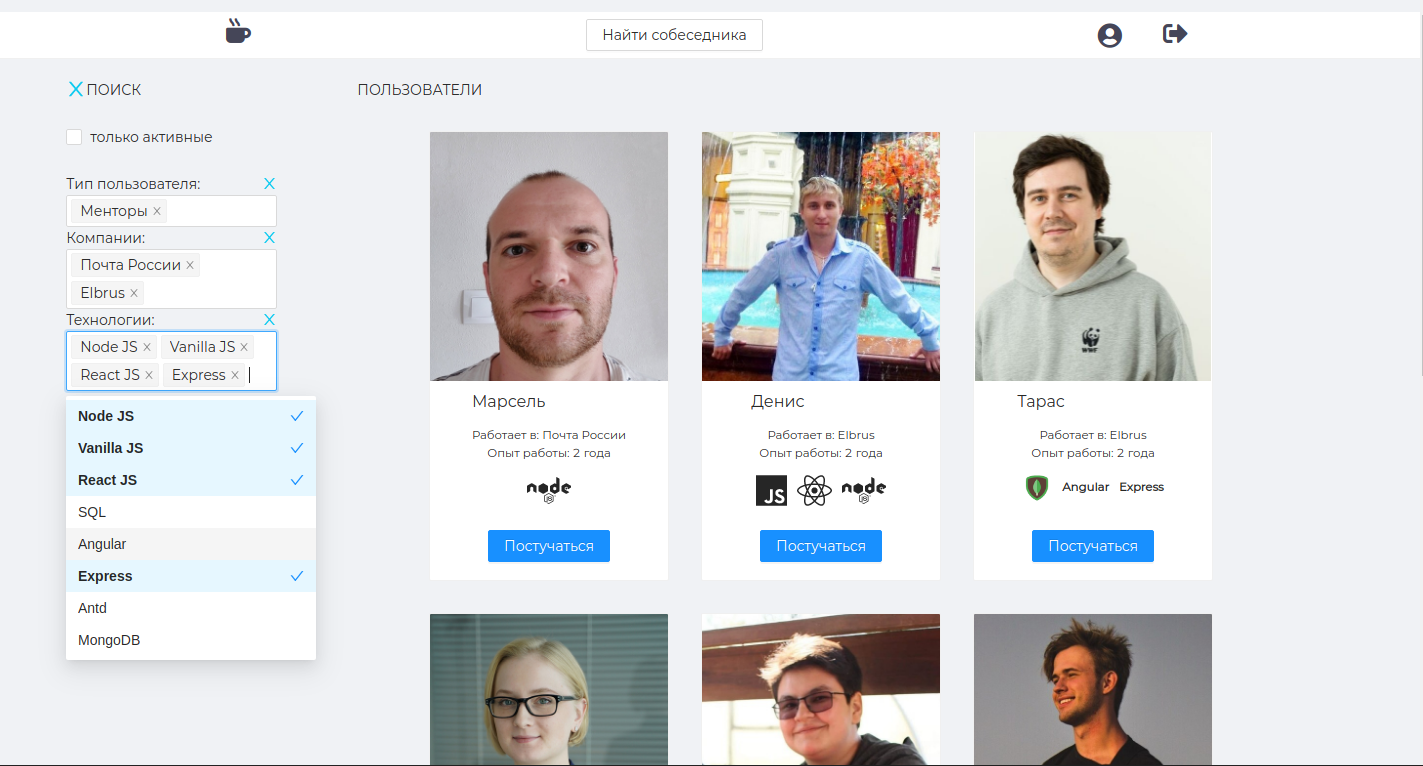 Найти собеседника
X ПОИСК
ПОЛЬЗОВАТЕЛИ
только активные
Тип пользователя: X
Менторы ×
Компании: X
Почта России ×
Elbrus ×
Технологии: X
Node JS × Vanilla JS ×
React JS × Express ×
Node JS
Vanilla JS
React JS
SQL
Angular
Express
Antd
MongoDB
Марсель
Работает в: Почта России
Опыт работы: 2 года
node
JS
Постучаться
Денис
Работает в: Elbrus
Опыт работы: 2 года
JS node
JS
Постучаться
WWF
Тарас
Работает в: Elbrus
Опыт работы: 2 года
Angular Express
Постучаться